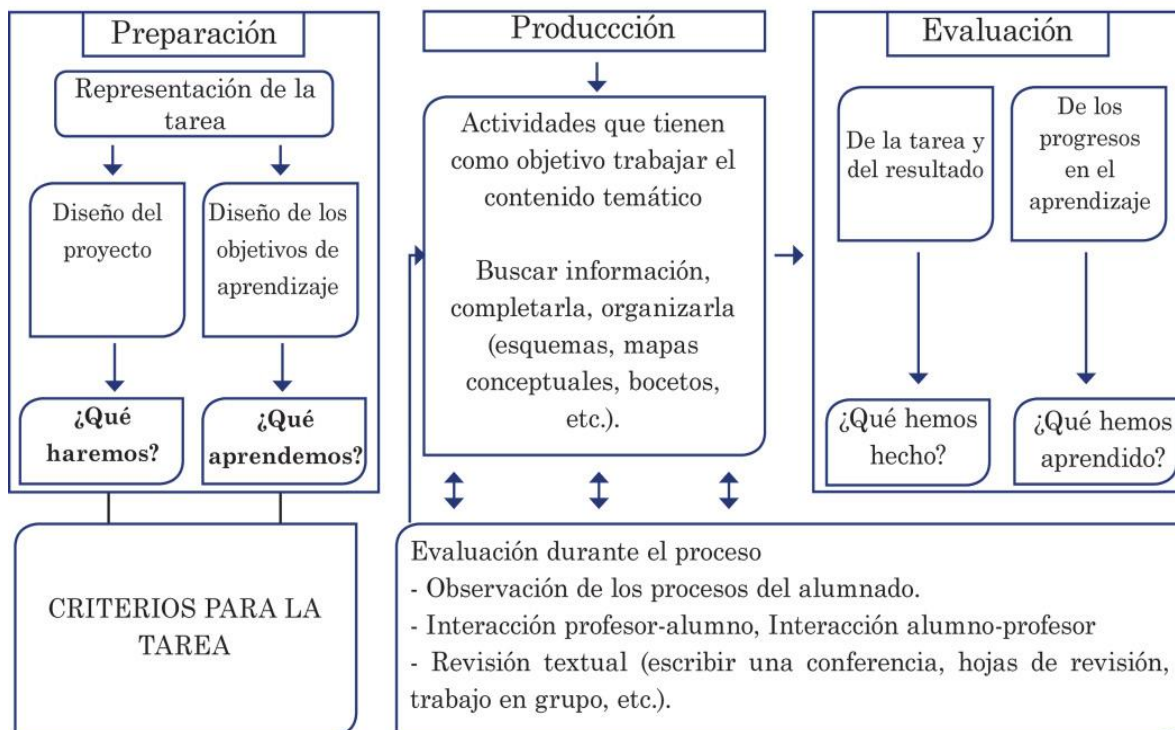 Preparación
Representación de la
tarea
Diseño del
proyecto
Diseño de los
objetivos de
aprendizaje
¿Qué
haremos?
¿Qué
aprendemos?
CRITERIOS PARA LA
TAREA
Produccción
Actividades que tienen
como objetivo trabajar el
contenido temático
Buscar información,
completarla, organizarla
(esquemas, mapas
conceptuales, bocetos,
etc.).
Evaluación durante el proceso
- Observación de los procesos del alumnado.
- Interacción profesor-alumno, Interacción alumno-profesor
- Revisión textual (escribir una conferencia, hojas de revisión,
trabajo en grupo, etc.).
Evaluación
De la tarea y
del resultado
De los
progresos
en el
aprendizaje
¿Qué hemos
hecho?
¿Qué hemos
aprendido?